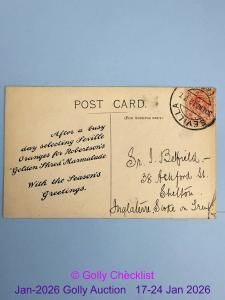 POST CARD.
(For Address only.)
SEVILLA
After a busy
day selecting Seville
Oranges for Robertson's
"Golden Shred" Marmalade
With the Season's
Greetings.
Sr. I. Belfield.
38 Ashford St.
Shelton.
Inglaterra Stoke on Trent
© Golly Checklist
Jan-2026 Golly Auction 17-24 Jan 2026